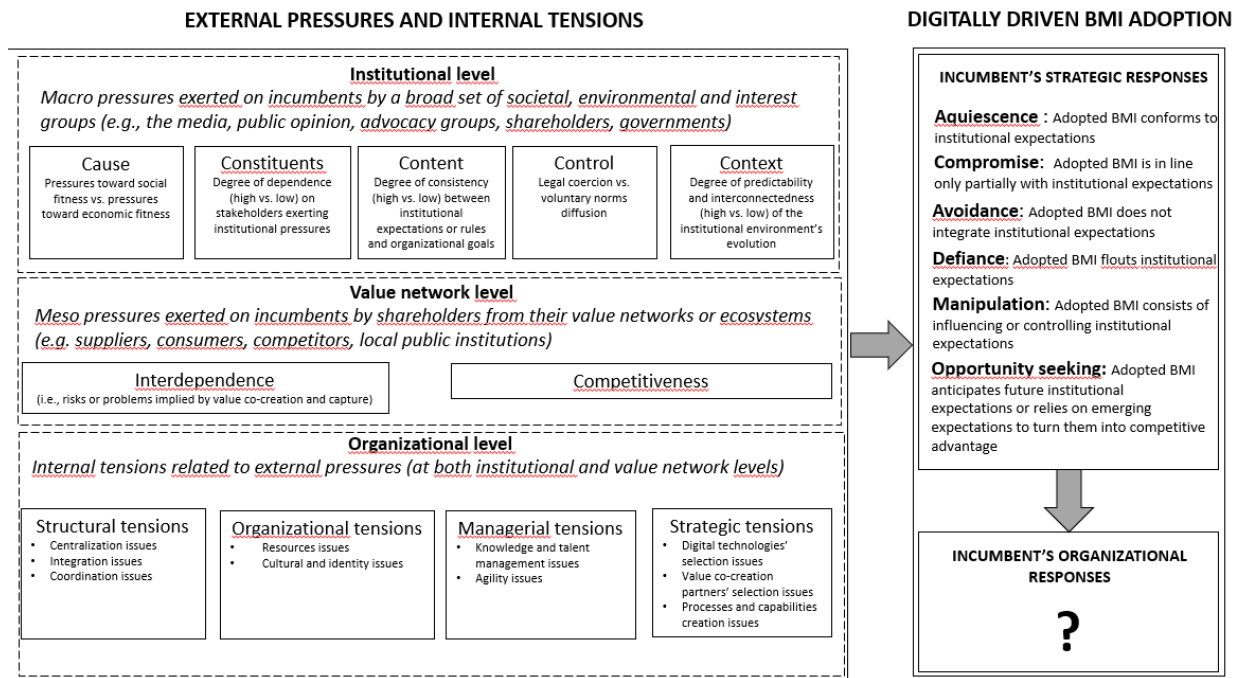 EXTERNAL PRESSURES AND INTERNAL TENSIONS
Institutional level
Macro pressures exerted on incumbents by a broad set of societal, environmental and interest
groups (e.g., the media, public opinion, advocacy groups, shareholders, governments)
Cause
Pressures toward social
fitness vs. pressures
toward economic fitness
Constituents
Degree of dependence
(high vs. low) on
stakeholders exerting
institutional pressures
Content
Degree of consistency
(high vs. low) between
institutional
expectations or rules
and organizational goals
Control
Legal coercion vs.
voluntary norms
diffusion
Context
Degree of predictability
and interconnectedness
(high vs. low) of the
institutional environment's
evolution
Value network level
Meso pressures exerted on incumbents by shareholders from their value networks or ecosystems
(e.g. suppliers, consumers, competitors, local public institutions)
Interdependence
(i.e., risks or problems implied by value co-creation and capture)
Competitiveness
Organizational level
Internal tensions related to external pressures (at both institutional and value network levels)
Structural tensions
• Centralization issues
• Integration issues
• Coordination issues
Organizational tensions
• Resources issues
• Cultural and identity issues
Managerial tensions
• Knowledge and talent
management issues
• Agility issues
Strategic tensions
• Digital technologies'
selection issues
• Value co-creation
partners' selection issues
• Processes and capabilities
creation issues
DIGITALLY DRIVEN BMI ADOPTION
INCUMBENT'S STRATEGIC RESPONSES
Aquiescence : Adopted BMI conforms to
institutional expectations
Compromise: Adopted BMI is in line
only partially with institutional expectations
Avoidance: Adopted BMI does not
integrate institutional expectations
Defiance: Adopted BMI flouts institutional
expectations
Manipulation: Adopted BMI consists of
influencing or controlling institutional
expectations
Opportunity seeking: Adopted BMI
anticipates future institutional
expectations or relies on emerging
expectations to turn them into competitive
advantage
INCUMBENT'S ORGANIZATIONAL
RESPONSES
?